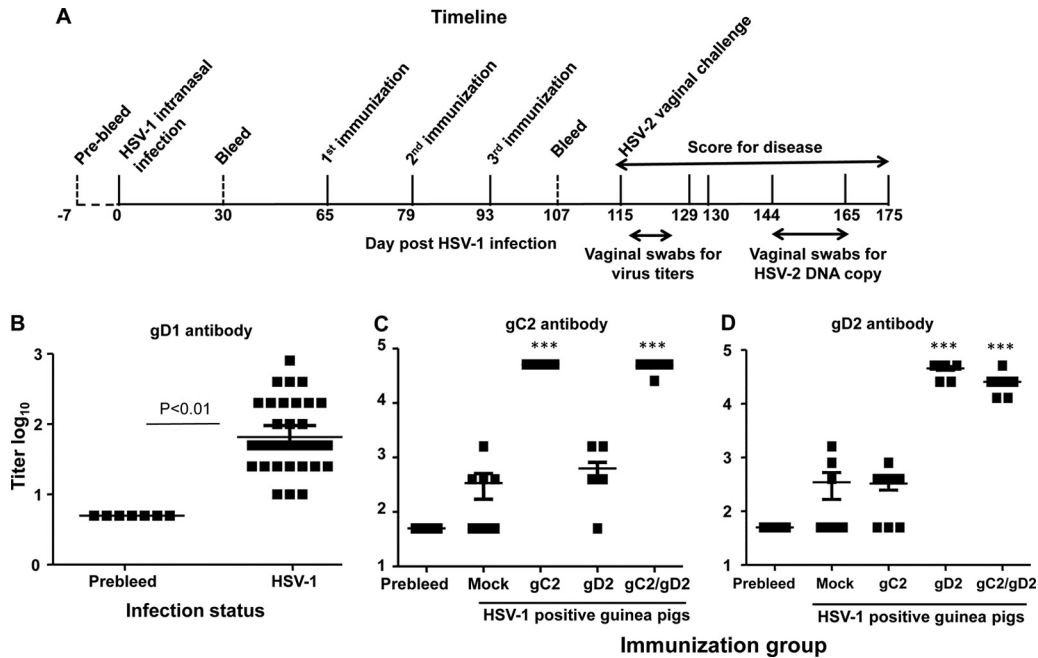 A
Timeline
Pre-bleed
HSV-1 intranasal
infection
Bleed
1st immunization
2nd immunization
3rd immunization
Bleed
HSV-2 vaginal challenge
Score for disease
-7 0 30 65 79 93 107 115 129 130 144 165 175
Day post HSV-1 infection
Vaginal swabs for
virus titers
Vaginal swabs for
HSV-2 DNA copy
B
gD1 antibody
Titer log10
3
2
1
0
P<0.01
Prebleed HSV-1
Infection status
C
gC2 antibody
5
4
3
2
1
*** ***
Prebleed Mock gC2 gD2 gC2/gD2
HSV-1 positive guinea pigs
D
gD2 antibody
5
4
3
2
1
*** ***
Prebleed Mock gC2 gD2 gC2/gD2
HSV-1 positive guinea pigs
Immunization group